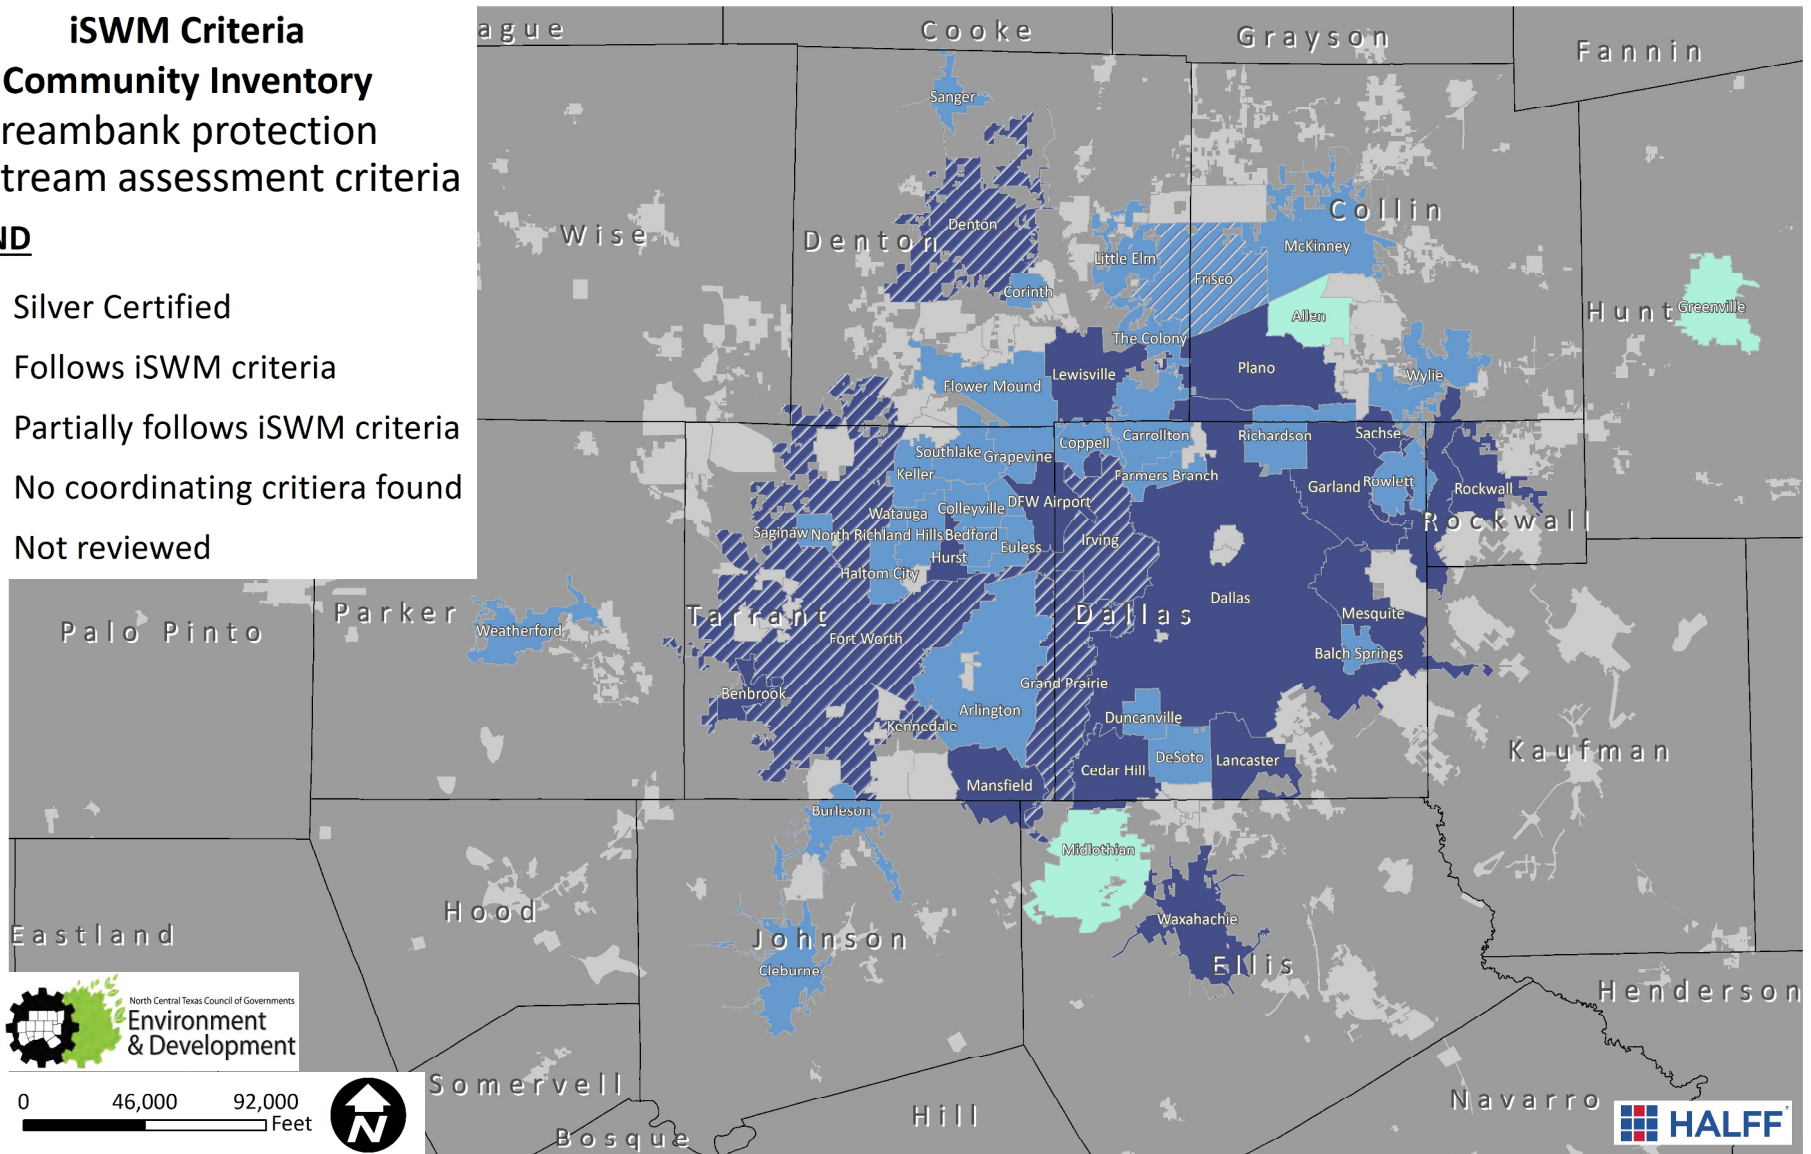 iSWM Criteria
Community Inventory
reambank protection
tream assessment criteria
ND
Silver Certified
Follows iSWM criteria
Partially follows iSWM criteria
No coordinating critiera found
Not reviewed
ague
Cooke
Grayson
Fannin
Sanger
Wise
Denton
Denton
Collin
McKinney
Little Elm
Frisco
Corinth
Allen
Hunt
Greenville
The Colony
Plano
Lewisville
Flower Mound
Wylie
Southlake
Grapevine
Coppell
Carrollton
Richardson
Sachse
Keller
Farmers Branch
Garland
Rowlett
Rockwall
Rockwall
Watauga
Colleyville
DFW Airport
Saginaw
North Richland Hills
Bedford
Euless
Irving
Hurst
Haltom City
Parker
Palo Pinto
Weatherford
Tarrant
Fort Worth
Dallas
Dallas
Mesquite
Balch Springs
Benbrook
Grand Prairie
Arlington
Kennedale
Duncanville
DeSoto
Lancaster
Cedar Hill
Mansfield
Kaufman
Burleson
Midlothian
Waxahachie
Hood
Johnson
Cleburne
Ellis
Eastland
Henderson
North Central Texas Council of Governments
Environment
& Development
0 46,000 92,000
Feet
N
Somervell
Bosque
Hill
Navarro
HALFF